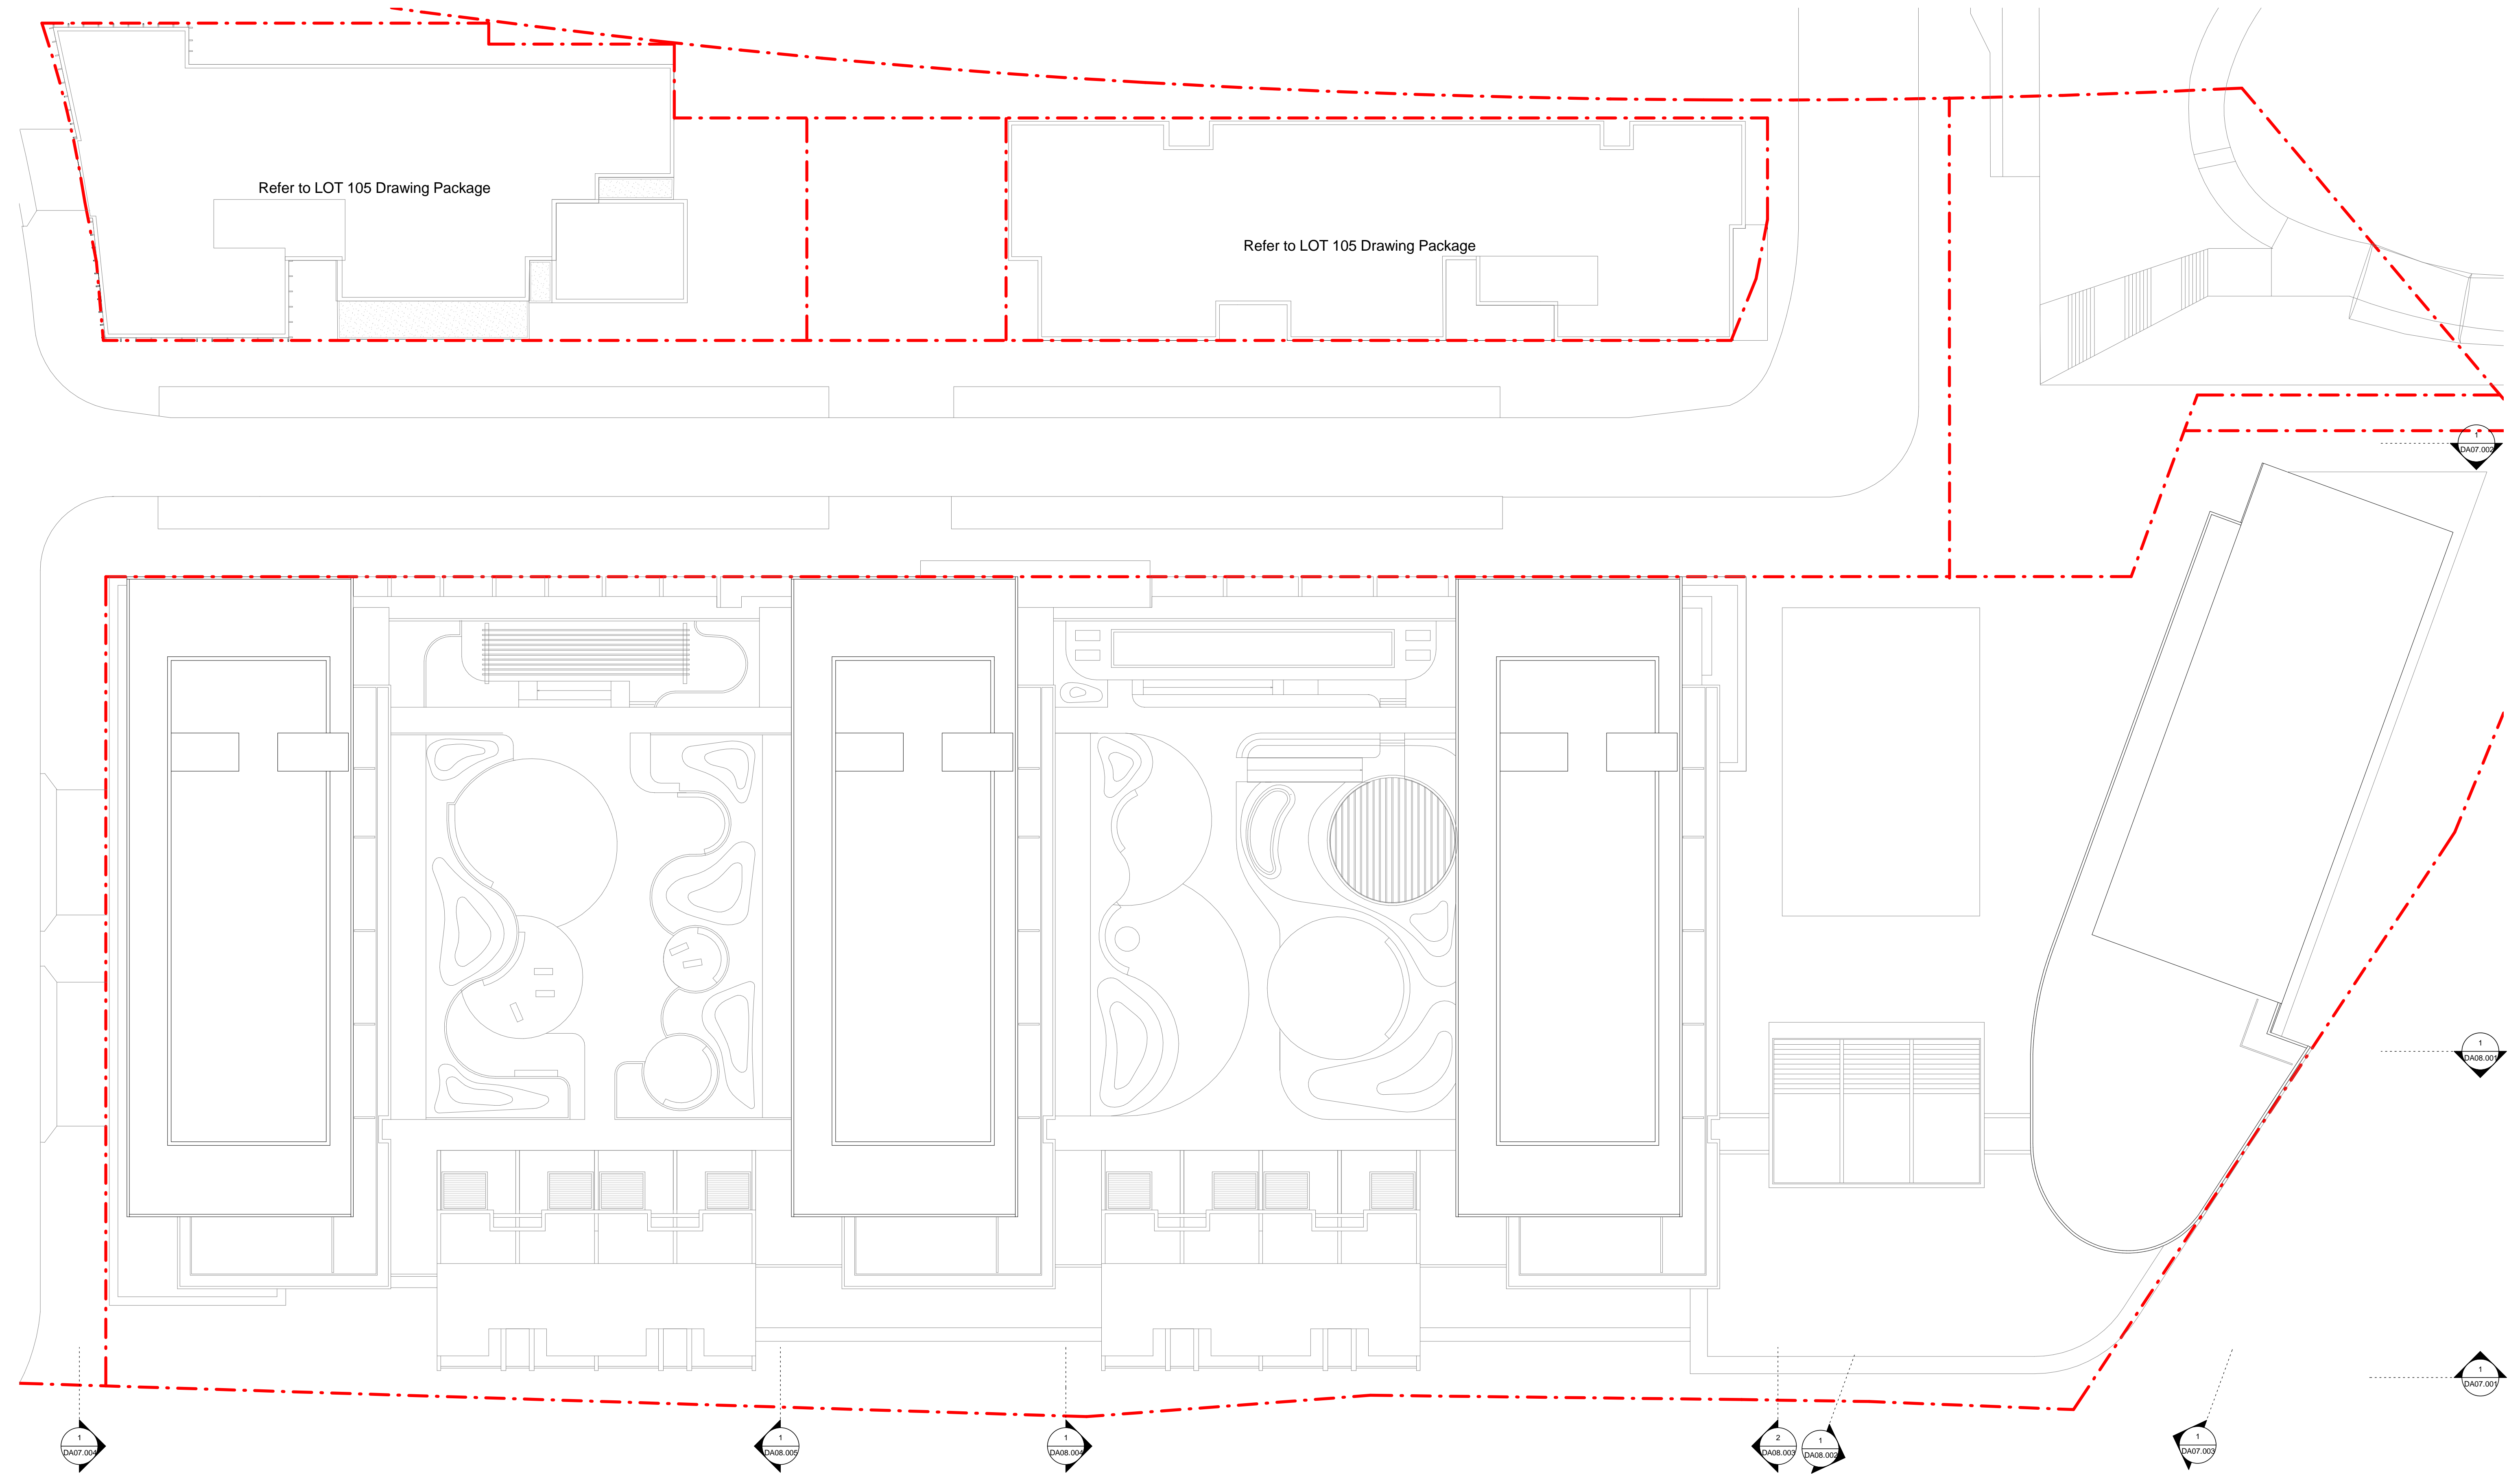 Refer to LOT 105 Drawing Package
Refer to LOT 105 Drawing Package
1
DA07.002
1
DA08.001
1
DA07.001
1
DA07.004
1
DA08.005
1
DA08.004
2
DA08.003
1
DA08.002
1
DA07.003